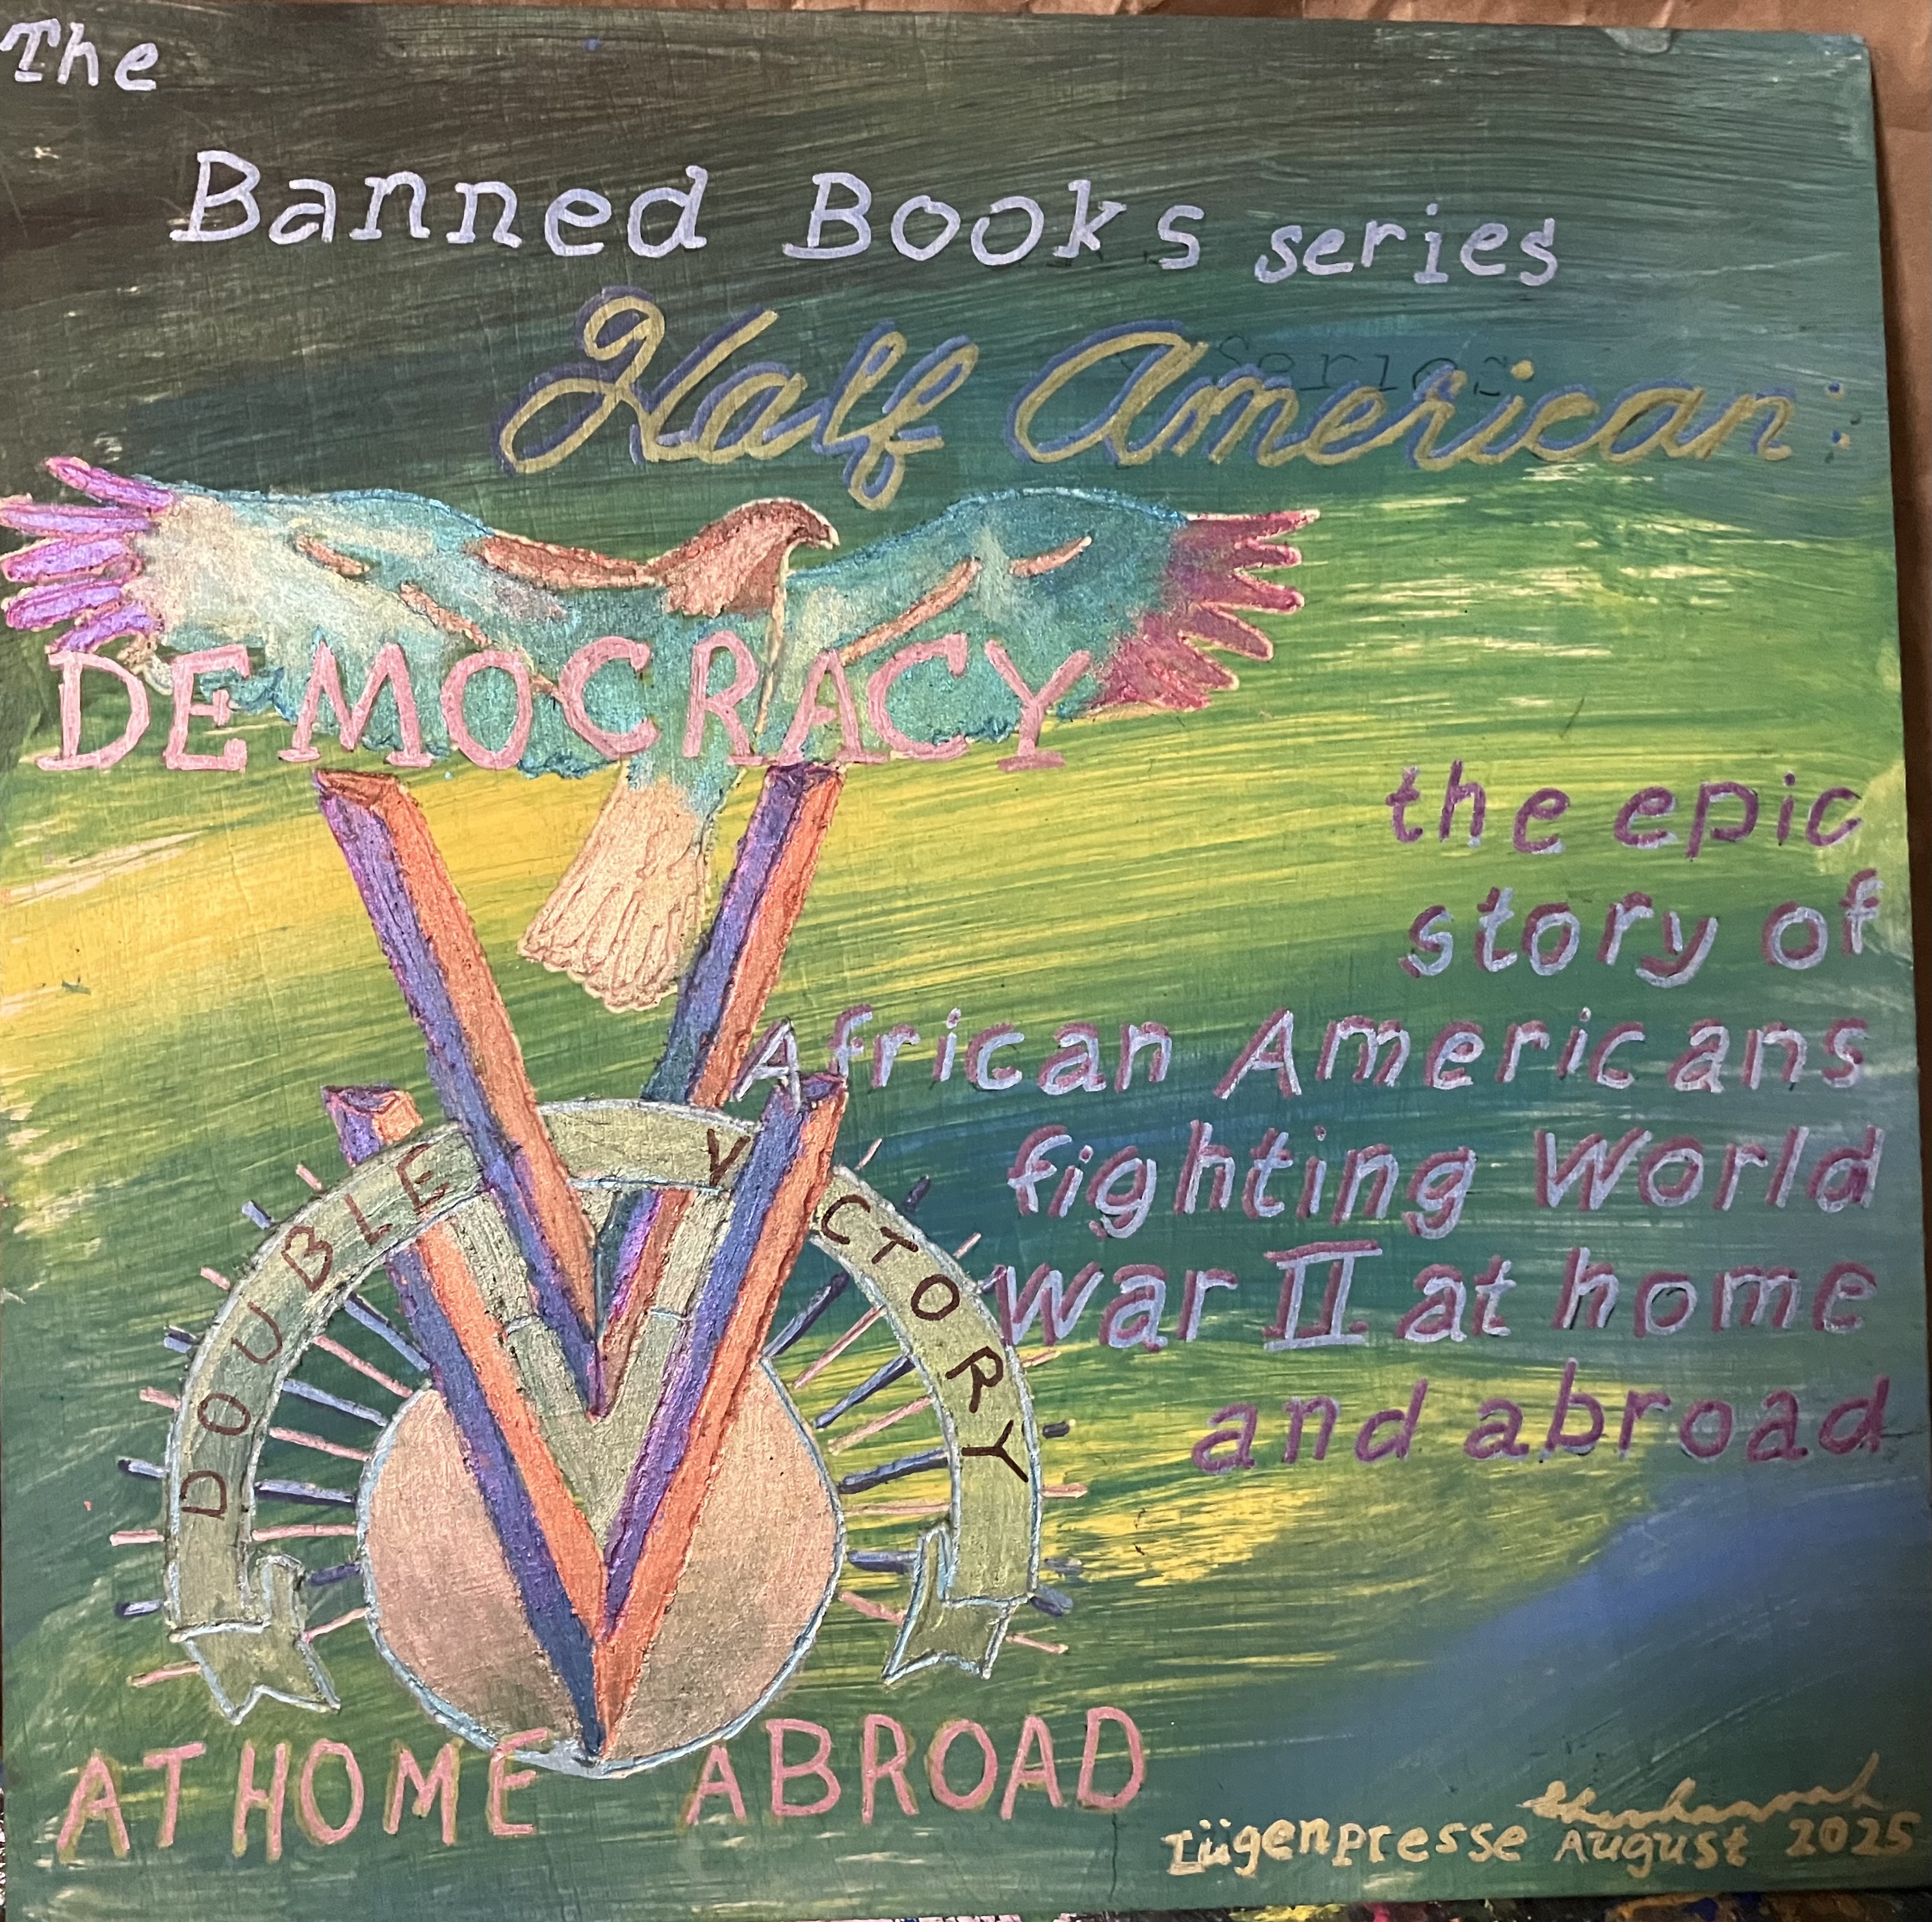 The
Banned Books series
Series
Half American:
DEMOCRACY
the epic
story of
African Americans
fighting World
War II at home
and abroad
DOUBLE VICTORY
AT HOME ABROAD
Lügenpresse August 2025